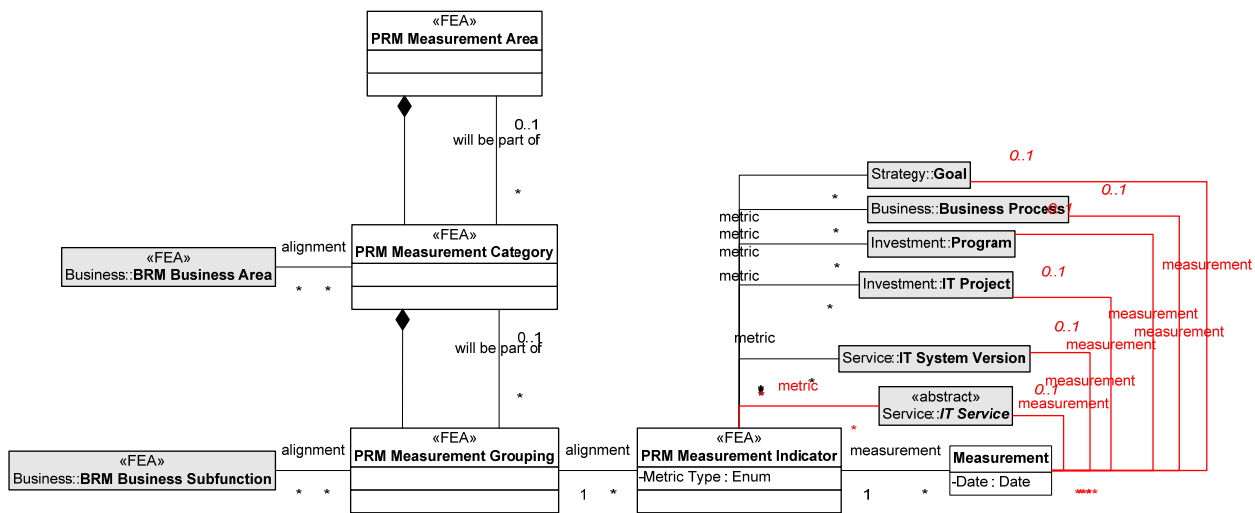 «FEA»
PRM Measurement Area
0..1
will be part of
*
«FEA»
PRM Measurement Category
«FEA»
Business::BRM Business Area
alignment
* *
0..1
will be part of
*
«FEA»
PRM Measurement Grouping
«FEA»
Business::BRM Business Subfunction
alignment
* *
alignment
1 *
«FEA»
PRM Measurement Indicator
-Metric Type : Enum
measurement
1 *
Measurement
-Date : Date
****
Strategy::Goal
0..1
*
metric
Business::Business Process
0..1
0..1
metric
*
Investment::Program
metric
*
measurement
Investment::IT Project
0..1
metric
*
measurement
measurement
metric
Service::IT System Version
0..1
measurement
*
metric
*
*
«abstract»
Service::IT Service
0..1
measurement
measurement
*